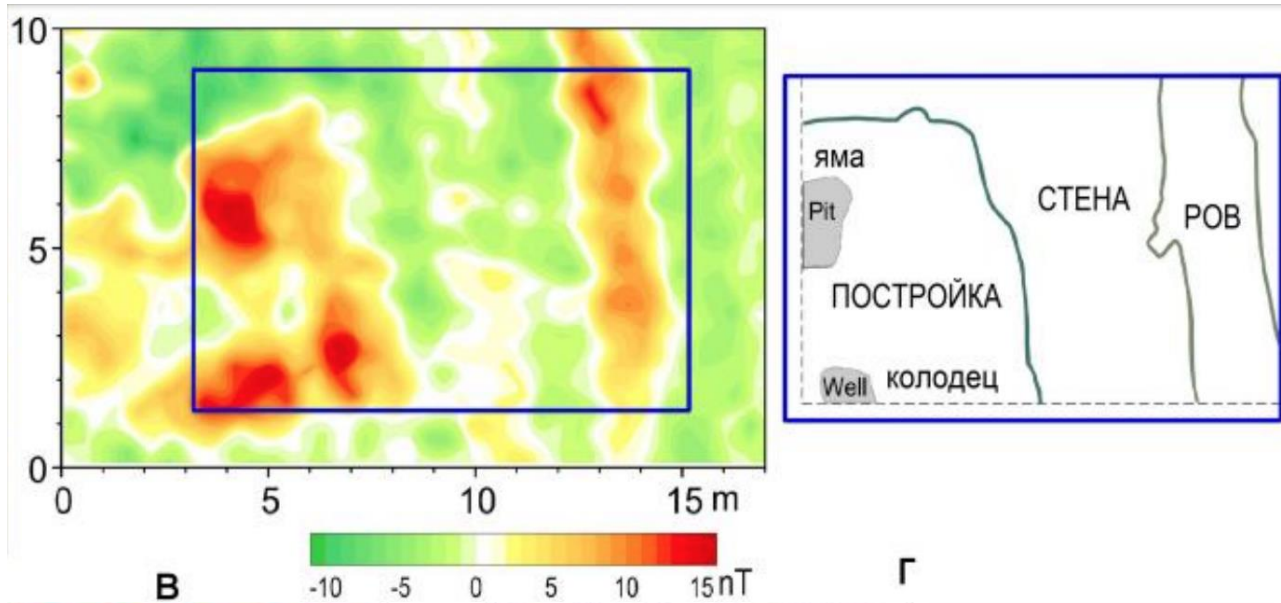 10
5
0
0 5 10 15 m
-10 -5 0 5 10 15 nT
В
яма
Pit
СТЕНА
РОВ
ПОСТРОЙКА
Well колодец
Г